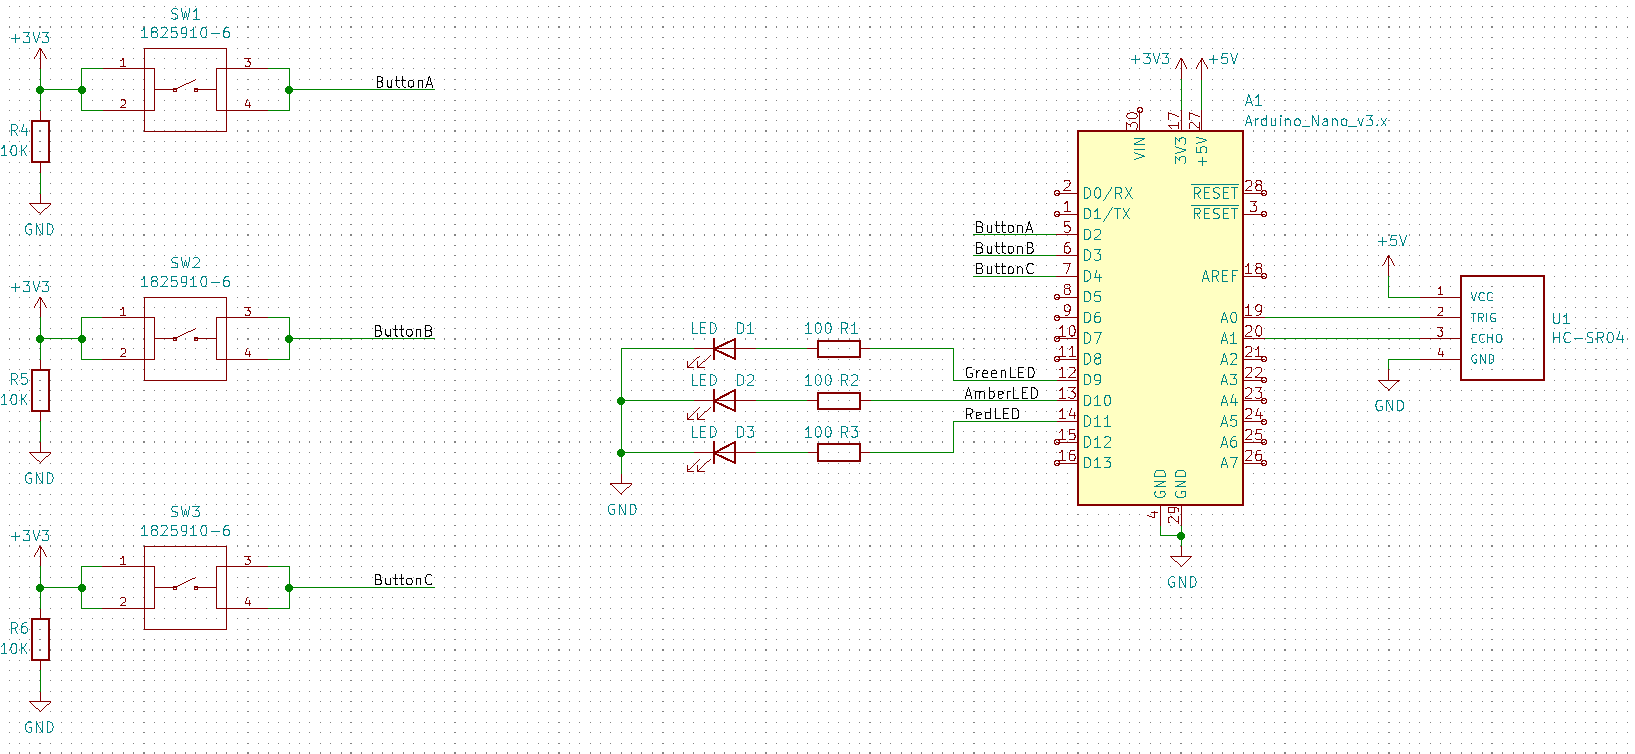 SW1
1825910-6
+3V3
1
3
2
4
ButtonA
R4
10K
GND
SW2
1825910-6
+3V3
1
3
2
4
ButtonB
R5
10K
GND
SW3
1825910-6
+3V3
1
3
2
4
ButtonC
R6
10K
GND
LED D1 100 R1
LED D2 100 R2
LED D3 100 R3
GND
GreenLED
AmberLED
RedLED
ButtonA
ButtonB
ButtonC
+3V3 +5V
A1
Arduino_Nano_v3.x
30 17 27
VIN 3V3 +5V
2 D0/RX RESET 28
1 D1/TX RESET 3
5 D2
6 D3
7 D4 AREF 18
8 D5
9 D6 A0 19
10 D7 A1 20
11 D8 A2 21
12 D9 A3 22
13 D10 A4 23
14 D11 A5 24
15 D12 A6 25
16 D13 A7 26
GND GND
4 29
GND
+5V
1 VCC
2 TRIG
3 ECHO
4 GND
U1
HC-SR04
GND